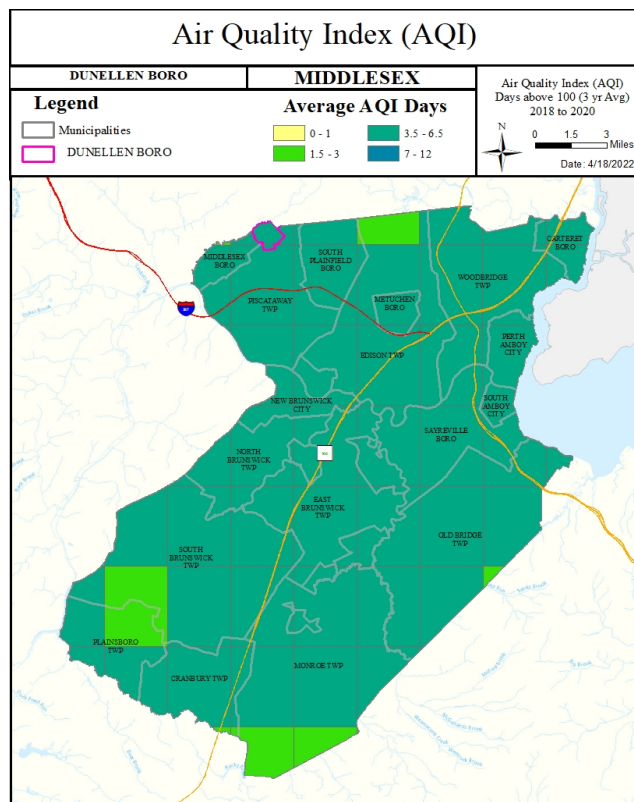 Air Quality Index (AQI)
DUNELLEN BORO
MIDDLESEX
Legend
Municipalities
DUNELLEN BORO
Average AQI Days
0 - 1
3.5 - 6.5
1.5 - 3
7 - 12
Air Quality Index (AQI)
Days above 100 (3 yr Avg)
2018 to 2020
N
0 1.5 3
Miles
Date: 4/18/2022
CARTERET
BORO
MIDDLESEX
BORO
SOUTH
PLAINFIELD
BORO
WOODBRIDGE
TWP
PISCATAWAY
TWP
METUCHEN
BORO
PERTH
AMBOY
CITY
EDISON TWP
NEW BRUNSWICK
CITY
SOUTH
AMBOY
CITY
SAYREVILLE
BORO
NORTH
BRUNSWICK
TWP
EAST
BRUNSWICK
TWP
OLD BRIDGE
TWP
SOUTH
BRUNSWICK
TWP
PLAINSBORO
TWP
CRANBURY TWP
MONROE TWP